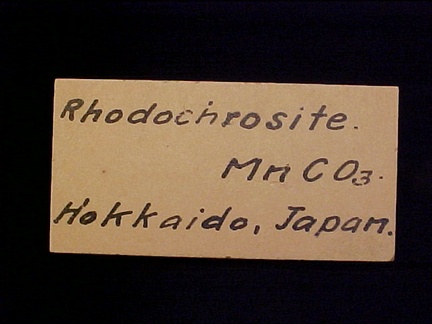 Rhodochrosite.
MnCO₃.
Hokkaido, Japan.